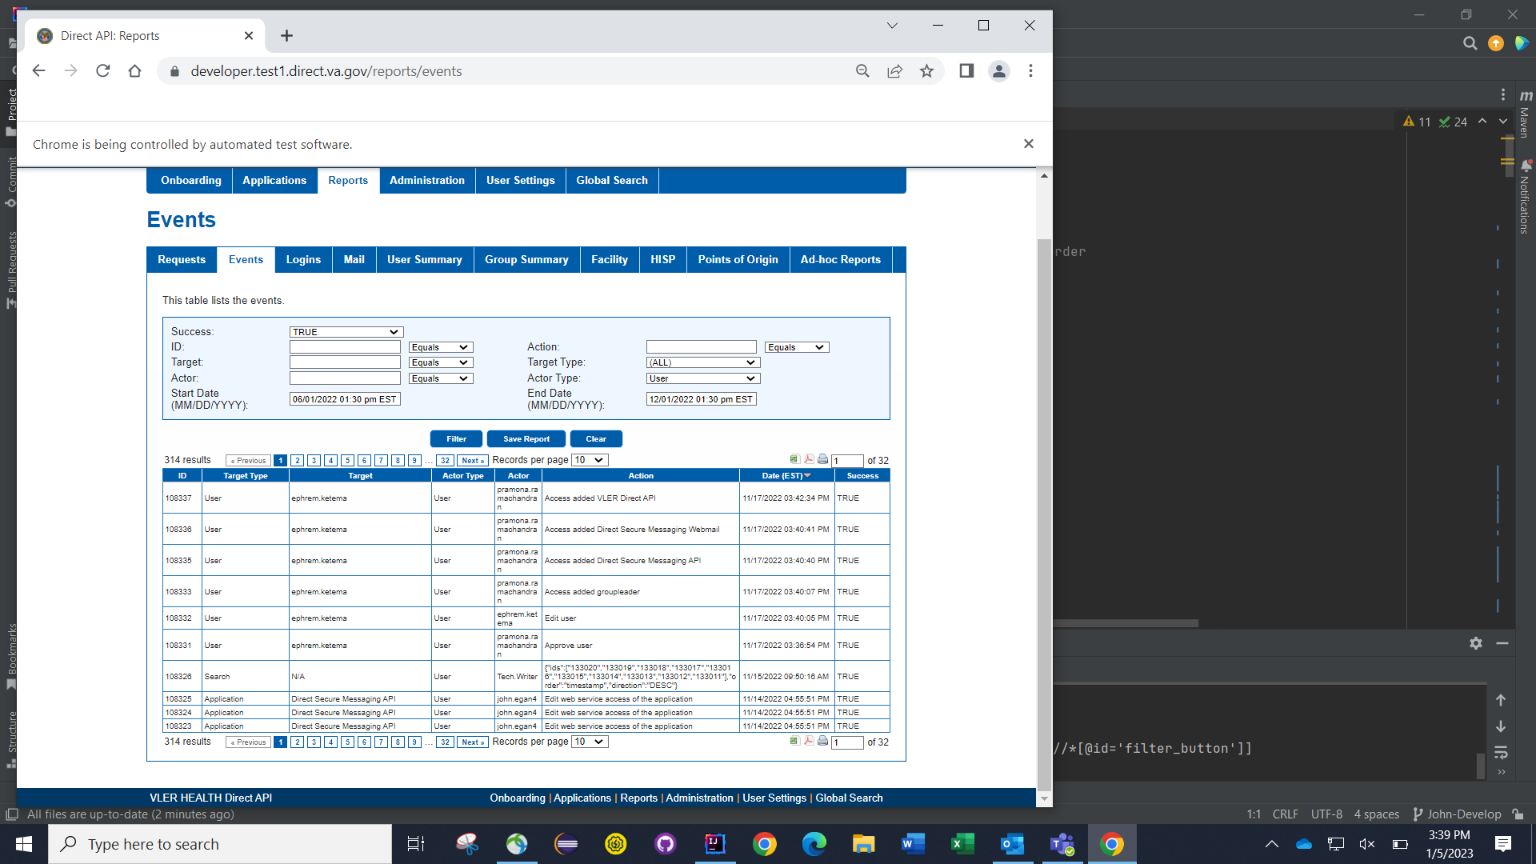 Direct API: Reports
developer.test1.direct.va.gov/reports/events
Chrome is being controlled by automated test software.
Onboarding Applications Reports Administration User Settings Global Search
Events
Requests Events Logins Mail User Summary Group Summary Facility HISP Points of Origin Ad-hoc Reports
This table lists the events.
Success: TRUE
ID: Equals Action: Equals
Target: Equals Target Type: (ALL)
Actor: Equals Actor Type: User
Start Date (MM/DD/YYYY): 06/01/2022 01:30 pm EST End Date (MM/DD/YYYY): 12/01/2022 01:30 pm EST
Filter Save Report Clear
314 results « Previous 1 2 3 4 5 6 7 8 9 ... 32 Next » Records per page 10 1 of 32
ID Target Type Target Actor Type Actor Action Date (EST) Success
108337 User ephrem.ketema User pramona.ramachandran Access added VLER Direct API 11/17/2022 03:42:34 PM TRUE
108336 User ephrem.ketema User pramona.ramachandran Access added Direct Secure Messaging Webmail 11/17/2022 03:40:41 PM TRUE
108335 User ephrem.ketema User pramona.ramachandran Access added Direct Secure Messaging API 11/17/2022 03:40:40 PM TRUE
108333 User ephrem.ketema User pramona.ramachandran Access added groupleader 11/17/2022 03:40:07 PM TRUE
108332 User ephrem.ketema User ephrem.ketema Edit user 11/17/2022 03:40:05 PM TRUE
108331 User ephrem.ketema User pramona.ramachandran Approve user 11/17/2022 03:36:54 PM TRUE
108326 Search N/A User Tech.Writer {"ids":["133020","133019","133018","133017","133016","133015","133014","133013","133012","133011"],"order":"timestamp","direction":"DESC"} 11/15/2022 09:50:16 AM TRUE
108325 Application Direct Secure Messaging API User john.egan4 Edit web service access of the application 11/14/2022 04:55:51 PM TRUE
108324 Application Direct Secure Messaging API User john.egan4 Edit web service access of the application 11/14/2022 04:55:51 PM TRUE
108323 Application Direct Secure Messaging API User john.egan4 Edit web service access of the application 11/14/2022 04:55:51 PM TRUE
314 results « Previous 1 2 3 4 5 6 7 8 9 ... 32 Next » Records per page 10 1 of 32
VLER HEALTH Direct API Onboarding | Applications | Reports | Administration | User Settings | Global Search
Project
Commit
Pull Requests
Bookmarks
Structure
11 24
m Maven
Notifications
rder
//*[@id='filter_button']]
All files are up-to-date (2 minutes ago) 1:1 CRLF UTF-8 4 spaces John-Develop
Type here to search
3:39 PM
1/5/2023